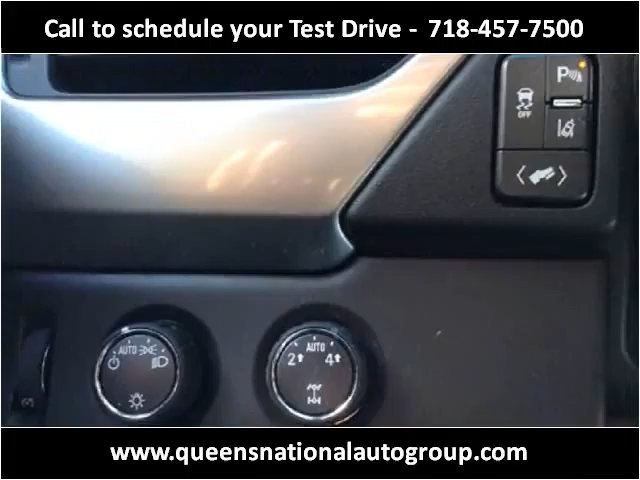 Call to schedule your Test Drive - 718-457-7500
P
OFF
AUTO
AUTO
2 4
www.queensnationalautogroup.com